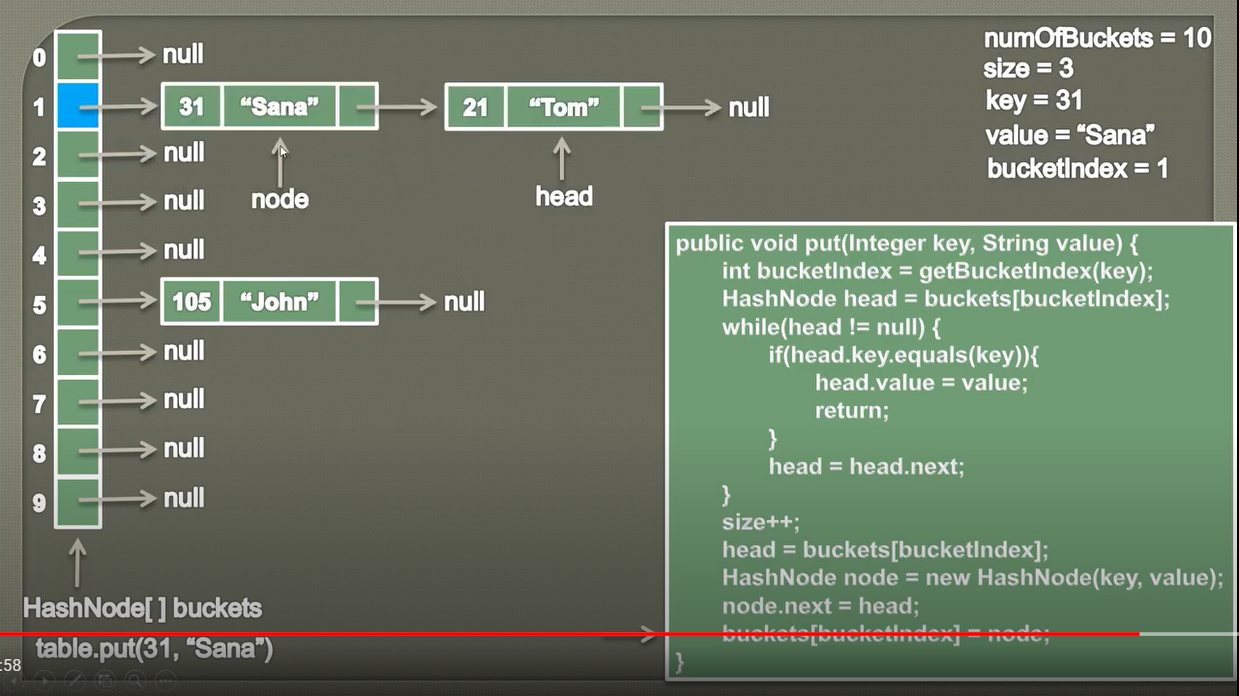 0 null
1 31 “Sana” 21 “Tom” null
2 null
node
head
3 null
4 null
5 105 “John” null
6 null
7 null
8 null
9 null
HashNode[ ] buckets
table.put(31, “Sana”)
:58
numOfBuckets = 10
size = 3
key = 31
value = “Sana”
bucketIndex = 1
public void put(Integer key, String value) {
int bucketIndex = getBucketIndex(key);
HashNode head = buckets[bucketIndex];
while(head != null) {
if(head.key.equals(key)){
head.value = value;
return;
}
head = head.next;
}
size++;
head = buckets[bucketIndex];
HashNode node = new HashNode(key, value);
node.next = head;
buckets[bucketIndex] = node;
}